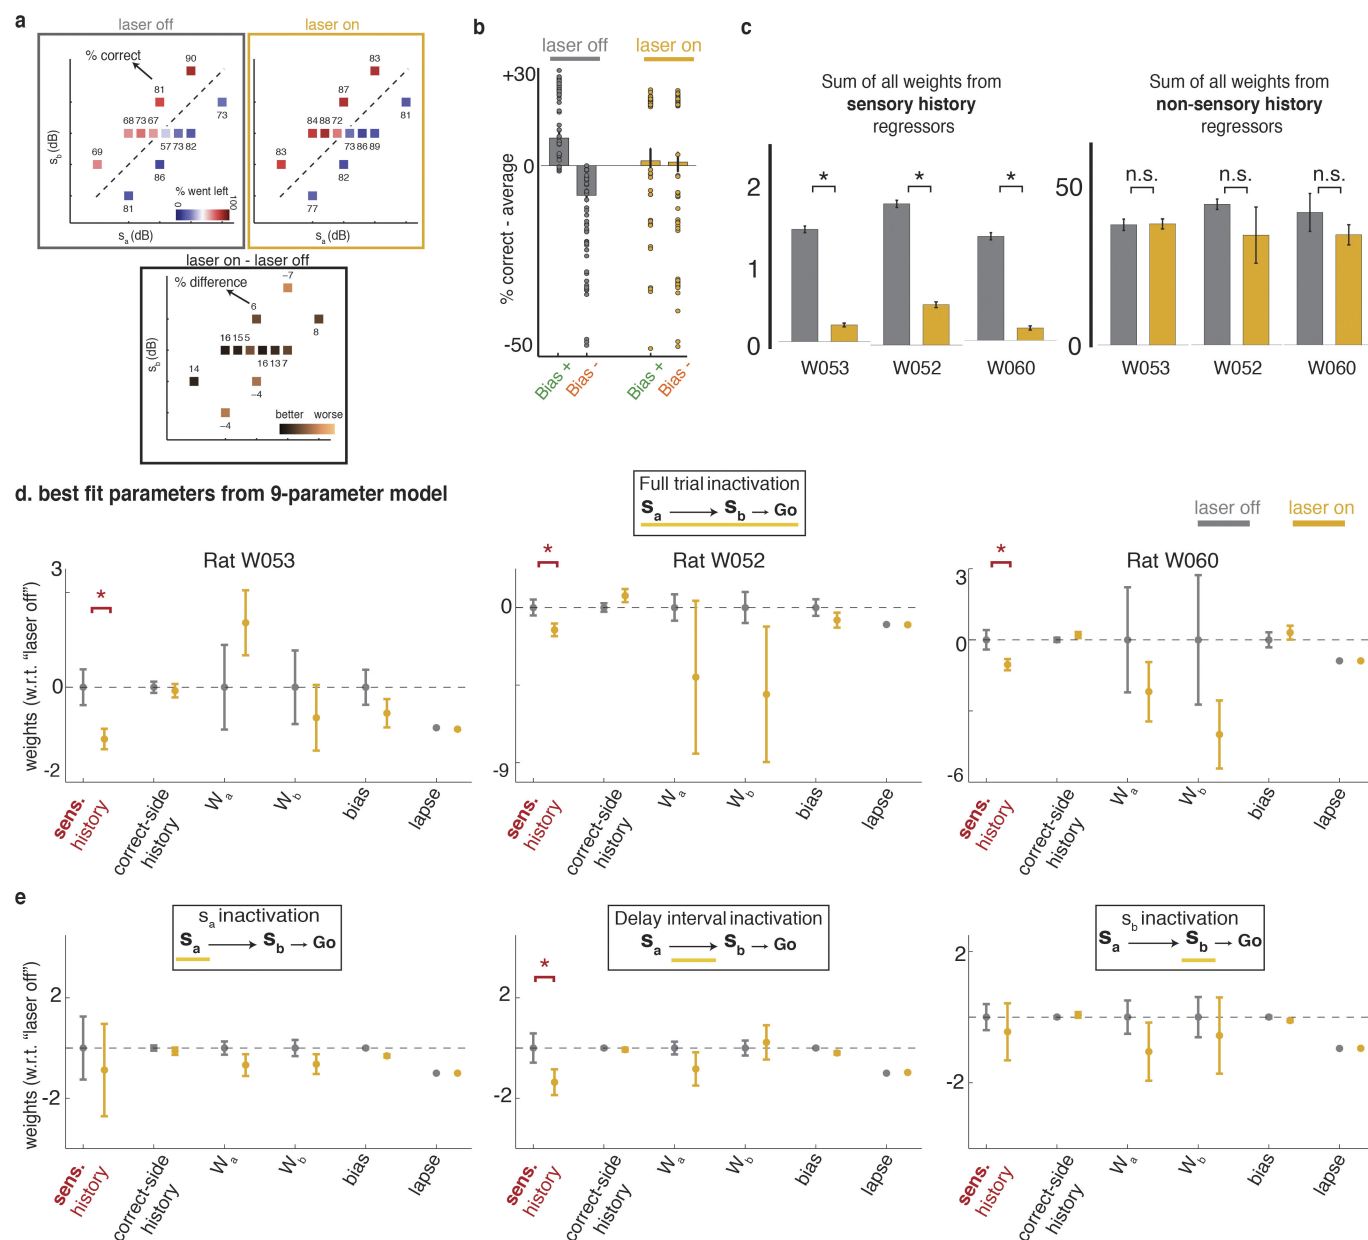 a
laser off
laser on
% correct
90
81
73
68 73 67
57 73 82
69
86
81
% went left
0
100
s_b (dB)
s_a (dB)
83
87
81
84 88 72
73 86 89
83
82
77
s_a (dB)
laser on - laser off
% difference
−7
6
8
16 15 5
16 13 7
14
−4
−4
better worse
s_b (dB)
b
laser off
laser on
+30
0
-50
% correct - average
Bias +
Bias -
Bias +
Bias -
c
Sum of all weights from
sensory history
regressors
2
1
0
*
*
*
W053
W052
W060
Sum of all weights from
non-sensory history
regressors
50
0
n.s.
n.s.
n.s.
W053
W052
W060
d. best fit parameters from 9-parameter model
Full trial inactivation
s_a → s_b → Go
laser off
laser on
Rat W053
3
0
-2
weights (w.r.t. “laser off”)
*
sens.
history
correct-side
history
W_a
W_b
bias
lapse
Rat W052
0
-9
*
sens.
history
correct-side
history
W_a
W_b
bias
lapse
Rat W060
3
0
-6
*
sens.
history
correct-side
history
W_a
W_b
bias
lapse
e
s_a inactivation
s_a → s_b → Go
2
-2
weights (w.r.t. “laser off”)
sens.
history
correct-side
history
W_a
W_b
bias
lapse
Delay interval inactivation
s_a → s_b → Go
*
2
-2
sens.
history
correct-side
history
W_a
W_b
bias
lapse
s_b inactivation
s_a → s_b → Go
2
-2
sens.
history
correct-side
history
W_a
W_b
bias
lapse